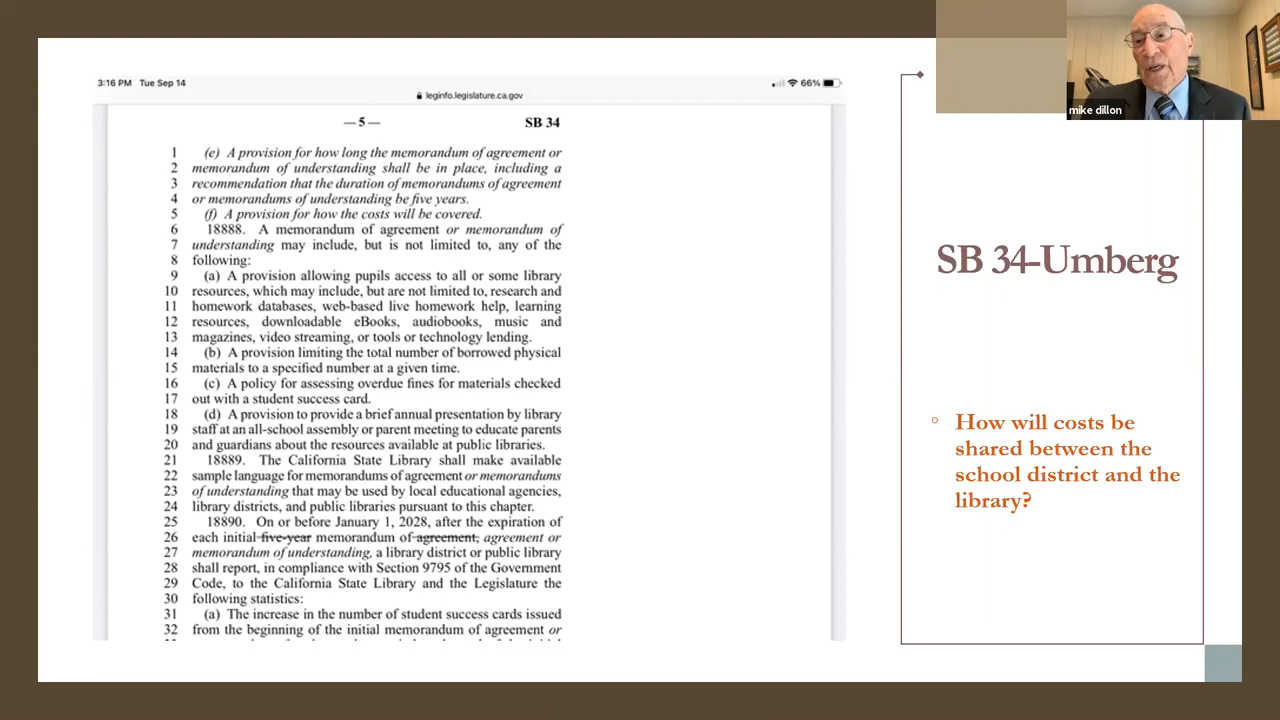 3:16 PM Tue Sep 14
66%
leginfo.legislature.ca.gov
— 5 —
SB 34
1 (e) A provision for how long the memorandum of agreement or
2 memorandum of understanding shall be in place, including a
3 recommendation that the duration of memorandums of agreement
4 or memorandums of understanding be five years.
5 (f) A provision for how the costs will be covered.
6 18888. A memorandum of agreement or memorandum of
7 understanding may include, but is not limited to, any of the
8 following:
9 (a) A provision allowing pupils access to all or some library
10 resources, which may include, but are not limited to, research and
11 homework databases, web-based live homework help, learning
12 resources, downloadable eBooks, audiobooks, music and
13 magazines, video streaming, or tools or technology lending.
14 (b) A provision limiting the total number of borrowed physical
15 materials to a specified number at a given time.
16 (c) A policy for assessing overdue fines for materials checked
17 out with a student success card.
18 (d) A provision to provide a brief annual presentation by library
19 staff at an all-school assembly or parent meeting to educate parents
20 and guardians about the resources available at public libraries.
21 18889. The California State Library shall make available
22 sample language for memorandums of agreement or memorandums
23 of understanding that may be used by local educational agencies,
24 library districts, and public libraries pursuant to this chapter.
25 18890. On or before January 1, 2028, after the expiration of
26 each initial five-year memorandum of agreement, agreement or
27 memorandum of understanding, a library district or public library
28 shall report, in compliance with Section 9795 of the Government
29 Code, to the California State Library and the Legislature the
30 following statistics:
31 (a) The increase in the number of student success cards issued
32 from the beginning of the initial memorandum of agreement or
SB 34-Umberg
How will costs be
shared between the
school district and the
library?
mike dillon